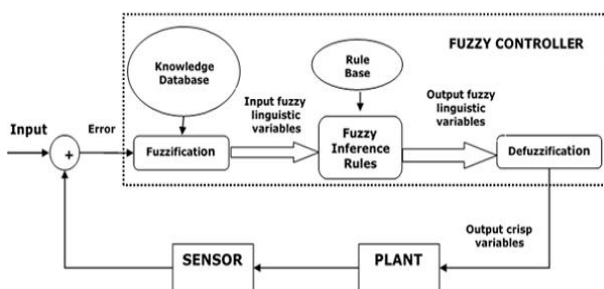 FUZZY CONTROLLER
Knowledge
Database
Rule
Base
Input fuzzy
linguistic
variables
Output fuzzy
linguistic
variables
Input
Error
+
Fuzzification
Fuzzy
Inference
Rules
Defuzzification
Output crisp
variables
SENSOR
PLANT